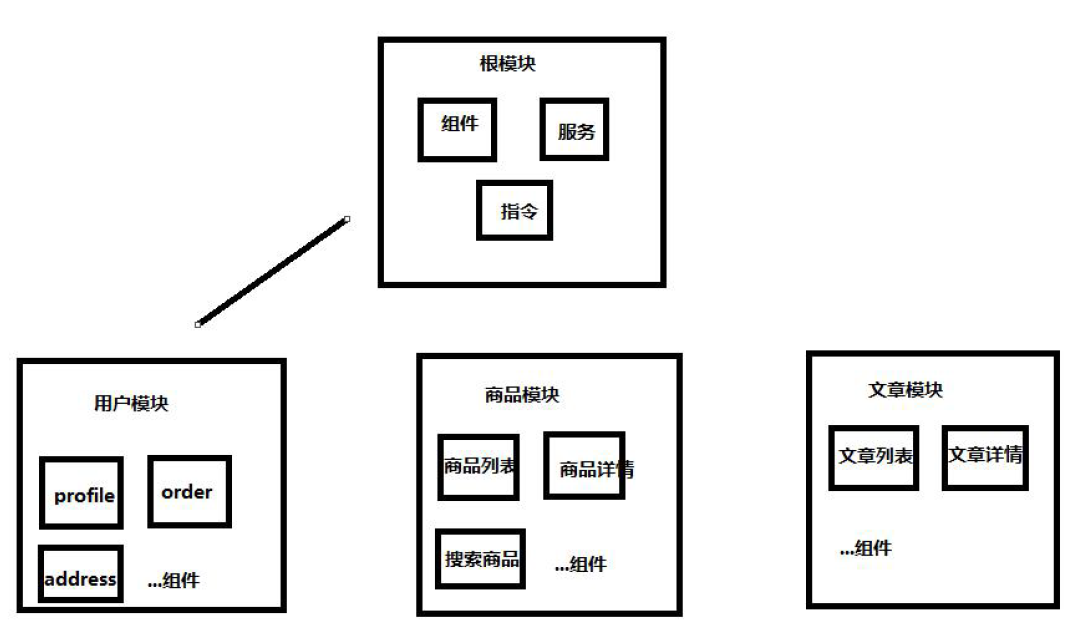 根模块
组件
服务
指令
用户模块
profile
order
address
...组件
商品模块
商品列表
商品详情
搜索商品
...组件
文章模块
文章列表
文章详情
...组件